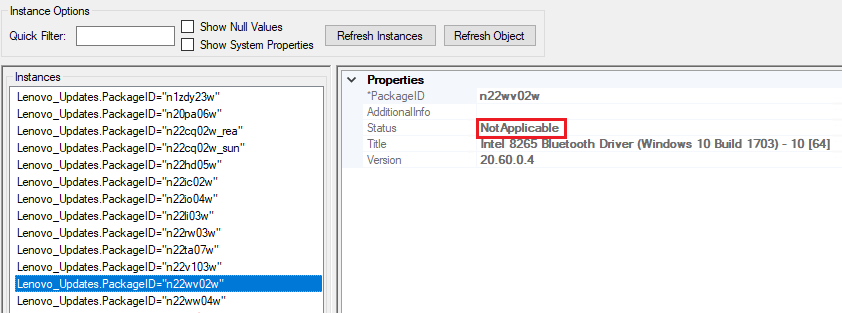 Instance Options
Quick Filter:
Show Null Values
Show System Properties
Refresh Instances
Refresh Object
Instances
Lenovo_Updates.PackageID="n1zdy23w"
Lenovo_Updates.PackageID="n20pa06w"
Lenovo_Updates.PackageID="n22cq02w_rea"
Lenovo_Updates.PackageID="n22cq02w_sun"
Lenovo_Updates.PackageID="n22hd05w"
Lenovo_Updates.PackageID="n22ic02w"
Lenovo_Updates.PackageID="n22io04w"
Lenovo_Updates.PackageID="n22li03w"
Lenovo_Updates.PackageID="n22rw03w"
Lenovo_Updates.PackageID="n22ta07w"
Lenovo_Updates.PackageID="n22v103w"
Lenovo_Updates.PackageID="n22wv02w"
Lenovo_Updates.PackageID="n22ww04w"
Properties
*PackageID n22wv02w
AdditionalInfo
Status NotApplicable
Title Intel 8265 Bluetooth Driver (Windows 10 Build 1703) - 10 [64]
Version 20.60.0.4